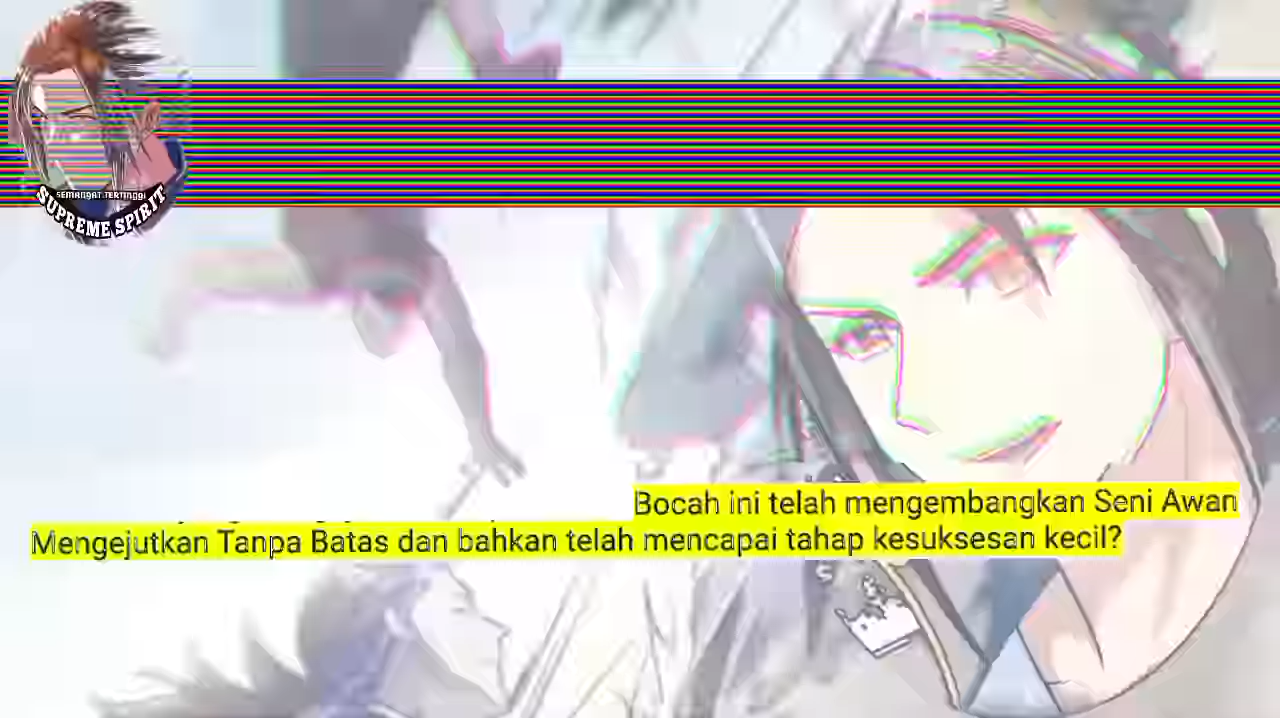 SEMANGAT TERTINGGI
SUPREME SPIRIT
Bocah ini telah mengembangkan Seni Awan
Mengejutkan Tanpa Batas dan bahkan telah mencapai tahap kesuksesan kecil?